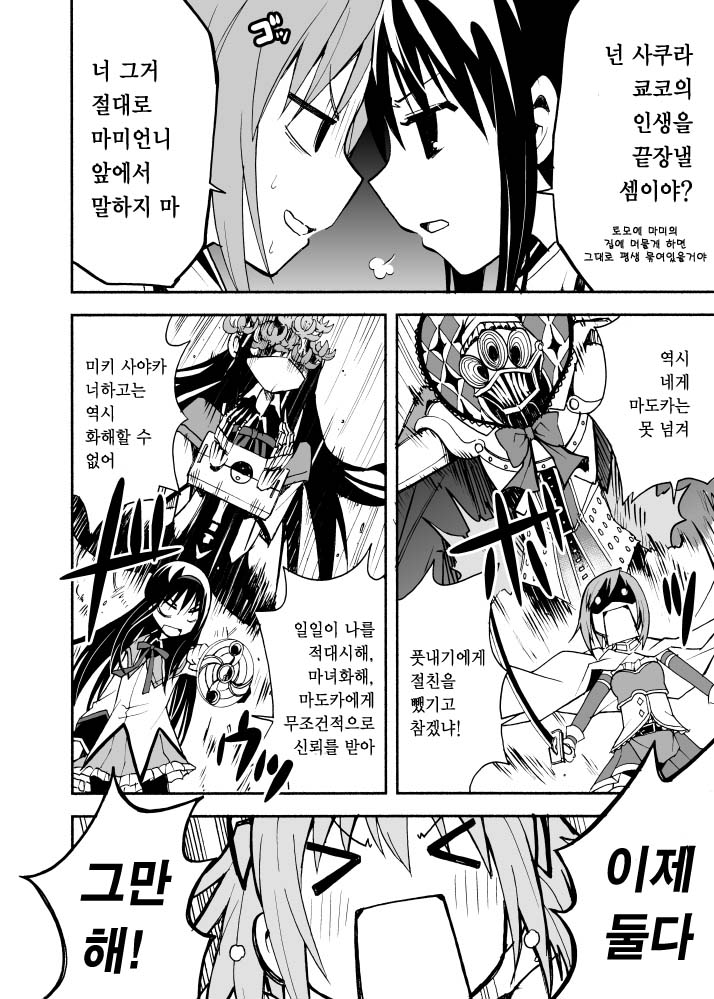 넌 사쿠라
쿄코의
인생을
끝장낼
셈이야?
토모에 마미의
집에 머물게 하면
그대로 평생 묶여있을거야
너 그거
절대로
마미언니
앞에서
말하지 마
ゴッ
역시
네게
마도카는
못 넘겨
풋내기에게
절친을
뺏기고
참겠냐!
미키 사야카
너하고는
역시
화해할 수
없어
일일이 나를
적대시해,
마녀화해,
마도카에게
무조건적으로
신뢰를 받아
이제
둘다
그만
해!